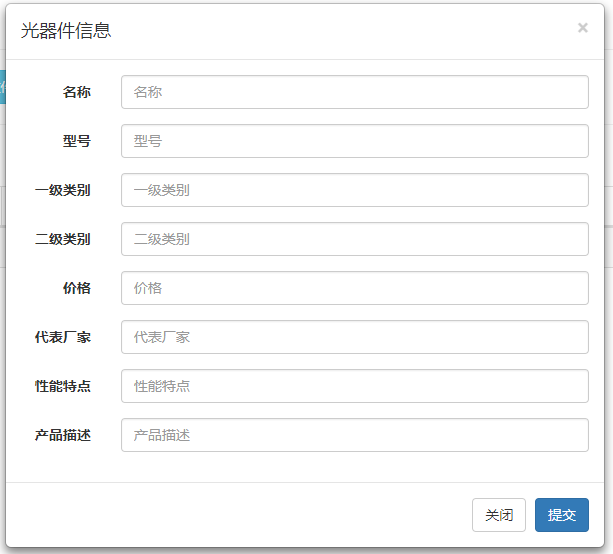 光器件信息 ×
名称 名称
型号 型号
一级类别 一级类别
二级类别 二级类别
价格 价格
代表厂家 代表厂家
性能特点 性能特点
产品描述 产品描述
关闭 提交